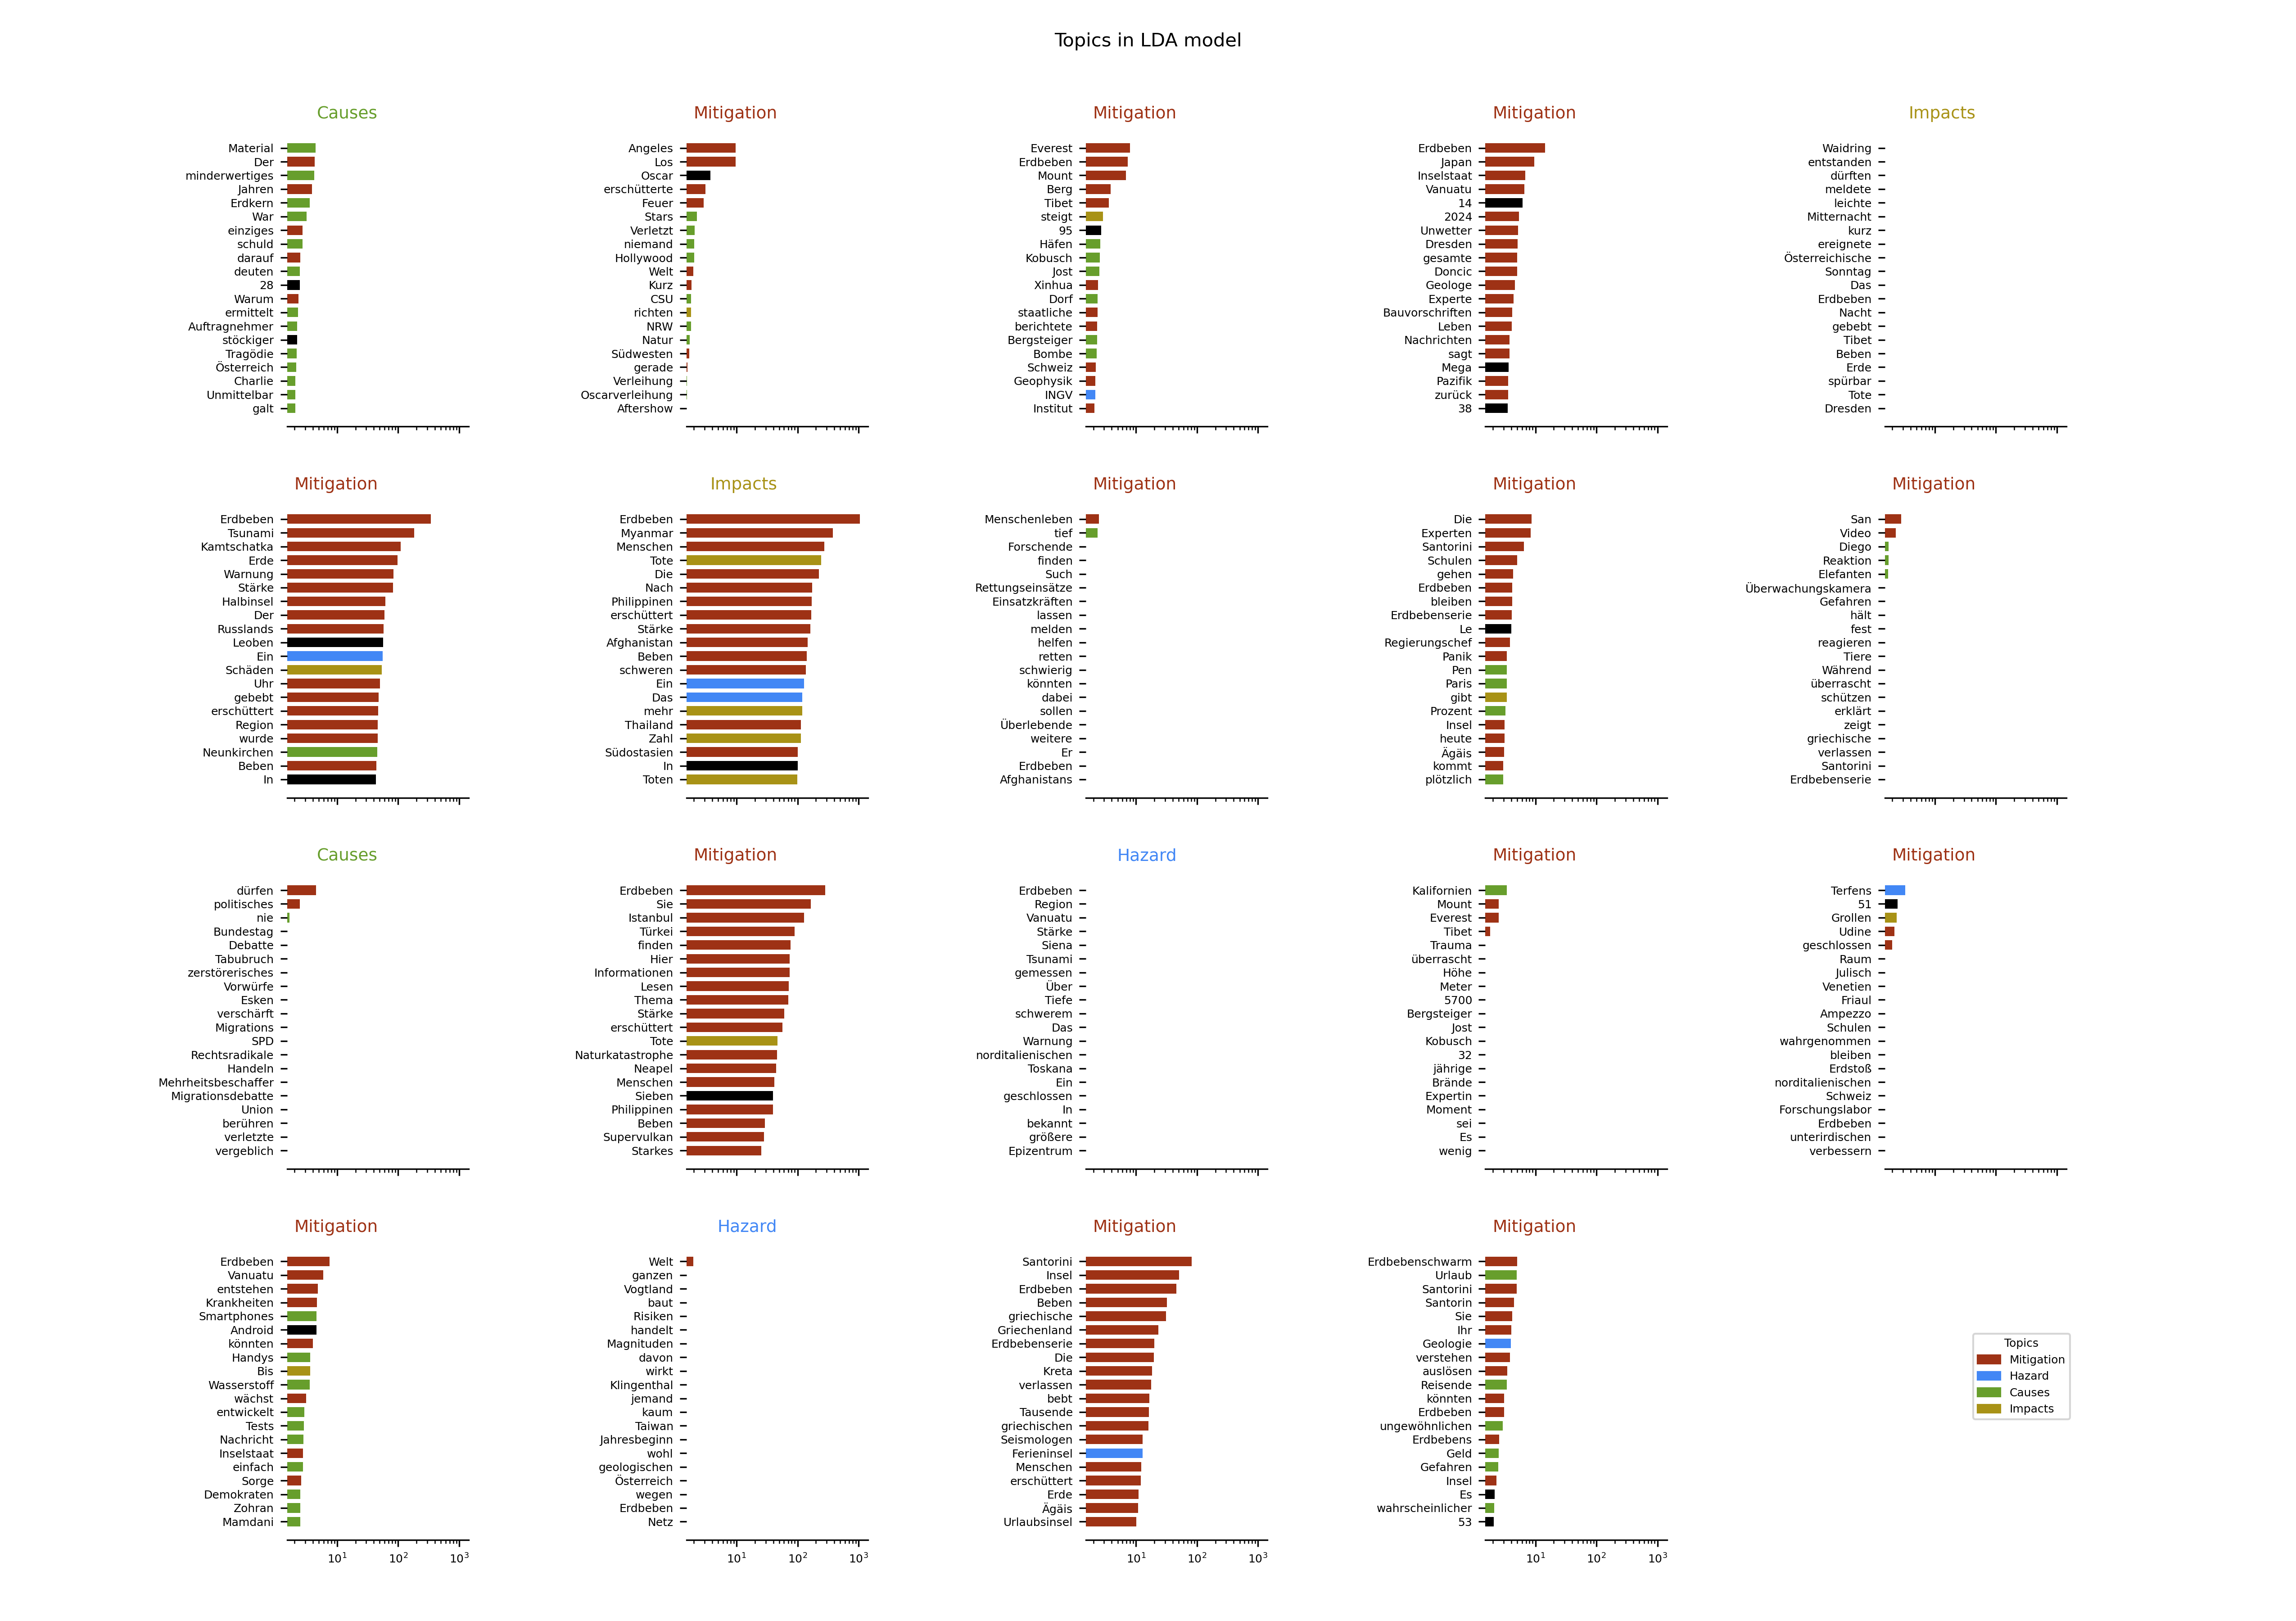 Topics in LDA model
Causes
Material
Der
minderwertiges
Jahren
Erdkern
War
einziges
schuld
darauf
deuten
28
Warum
ermittelt
Auftragnehmer
stöckiger
Tragödie
Österreich
Charlie
Unmittelbar
galt
Mitigation
Angeles
Los
Oscar
erschütterte
Feuer
Stars
Verletzt
niemand
Hollywood
Welt
Kurz
CSU
richten
NRW
Natur
Südwesten
gerade
Verleihung
Oscarverleihung
Aftershow
Mitigation
Everest
Erdbeben
Mount
Berg
Tibet
steigt
95
Häfen
Kobusch
Jost
Xinhua
Dorf
staatliche
berichtete
Bergsteiger
Bombe
Schweiz
Geophysik
INGV
Institut
Mitigation
Erdbeben
Japan
Inselstaat
Vanuatu
14
2024
Unwetter
Dresden
gesamte
Doncic
Geologe
Experte
Bauvorschriften
Leben
Nachrichten
sagt
Mega
Pazifik
zurück
38
Impacts
Waidring
entstanden
dürften
meldete
leichte
Mitternacht
kurz
ereignete
Österreichische
Sonntag
Das
Erdbeben
Nacht
gebebt
Tibet
Beben
Erde
spürbar
Tote
Dresden
Mitigation
Erdbeben
Tsunami
Kamtschatka
Erde
Warnung
Stärke
Halbinsel
Der
Russlands
Leoben
Ein
Schäden
Uhr
gebebt
erschüttert
Region
wurde
Neunkirchen
Beben
In
Impacts
Erdbeben
Myanmar
Menschen
Tote
Die
Nach
Philippinen
erschüttert
Stärke
Afghanistan
Beben
schweren
Ein
Das
mehr
Thailand
Zahl
Südostasien
In
Toten
Mitigation
Menschenleben
tief
Forschende
finden
Such
Rettungseinsätze
Einsatzkräften
lassen
melden
helfen
retten
schwierig
könnten
dabei
sollen
Überlebende
weitere
Er
Erdbeben
Afghanistans
Mitigation
Die
Experten
Santorini
Schulen
gehen
Erdbeben
bleiben
Erdbebenserie
Le
Regierungschef
Panik
Pen
Paris
gibt
Prozent
Insel
heute
Ägäis
kommt
plötzlich
Mitigation
San
Video
Diego
Reaktion
Elefanten
Überwachungskamera
Gefahren
hält
fest
reagieren
Tiere
Während
überrascht
schützen
erklärt
zeigt
griechische
verlassen
Santorini
Erdbebenserie
Causes
dürfen
politisches
nie
Bundestag
Debatte
Tabubruch
zerstörerisches
Vorwürfe
Esken
verschärft
Migrations
SPD
Rechtsradikale
Handeln
Mehrheitsbeschaffer
Migrationsdebatte
Union
berühren
verletzte
vergeblich
Mitigation
Erdbeben
Sie
Istanbul
Türkei
finden
Hier
Informationen
Lesen
Thema
Stärke
erschüttert
Tote
Naturkatastrophe
Neapel
Menschen
Sieben
Philippinen
Beben
Supervulkan
Starkes
Hazard
Erdbeben
Region
Vanuatu
Stärke
Siena
Tsunami
gemessen
Über
Tiefe
schwerem
Das
Warnung
norditalienischen
Toskana
Ein
geschlossen
In
bekannt
größere
Epizentrum
Mitigation
Kalifornien
Mount
Everest
Tibet
Trauma
überrascht
Höhe
Meter
5700
Bergsteiger
Jost
Kobusch
32
jährige
Brände
Expertin
Moment
sei
Es
wenig
Mitigation
Terfens
51
Grollen
Udine
geschlossen
Raum
Julisch
Venetien
Friaul
Ampezzo
Schulen
wahrgenommen
bleiben
Erdstoß
norditalienischen
Schweiz
Forschungslabor
Erdbeben
unterirdischen
verbessern
Mitigation
Erdbeben
Vanuatu
entstehen
Krankheiten
Smartphones
Android
könnten
Handys
Bis
Wasserstoff
wächst
entwickelt
Tests
Nachricht
Inselstaat
einfach
Sorge
Demokraten
Zohran
Mamdani
10¹ 10² 10³
Hazard
Welt
ganzen
Vogtland
baut
Risiken
handelt
Magnituden
davon
wirkt
Klingenthal
jemand
kaum
Taiwan
Jahresbeginn
wohl
geologischen
Österreich
wegen
Erdbeben
Netz
10¹ 10² 10³
Mitigation
Santorini
Insel
Erdbeben
Beben
griechische
Griechenland
Erdbebenserie
Die
Kreta
verlassen
bebt
Tausende
griechischen
Seismologen
Ferieninsel
Menschen
erschüttert
Erde
Ägäis
Urlaubsinsel
10¹ 10² 10³
Mitigation
Erdbebenschwarm
Urlaub
Santorini
Santorin
Sie
Ihr
Geologie
verstehen
auslösen
Reisende
könnten
Erdbeben
ungewöhnlichen
Erdbebens
Geld
Gefahren
Insel
Es
wahrscheinlicher
53
10¹ 10² 10³
Topics
Mitigation
Hazard
Causes
Impacts